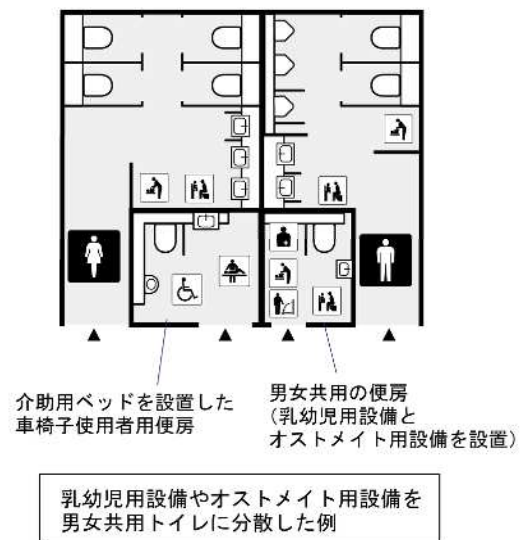 介助用ベッドを設置した
車椅子使用者用便房
男女共用の便房
（乳幼児用設備と
オストメイト用設備を設置）
乳幼児用設備やオストメイト用設備を
男女共用トイレに分散した例